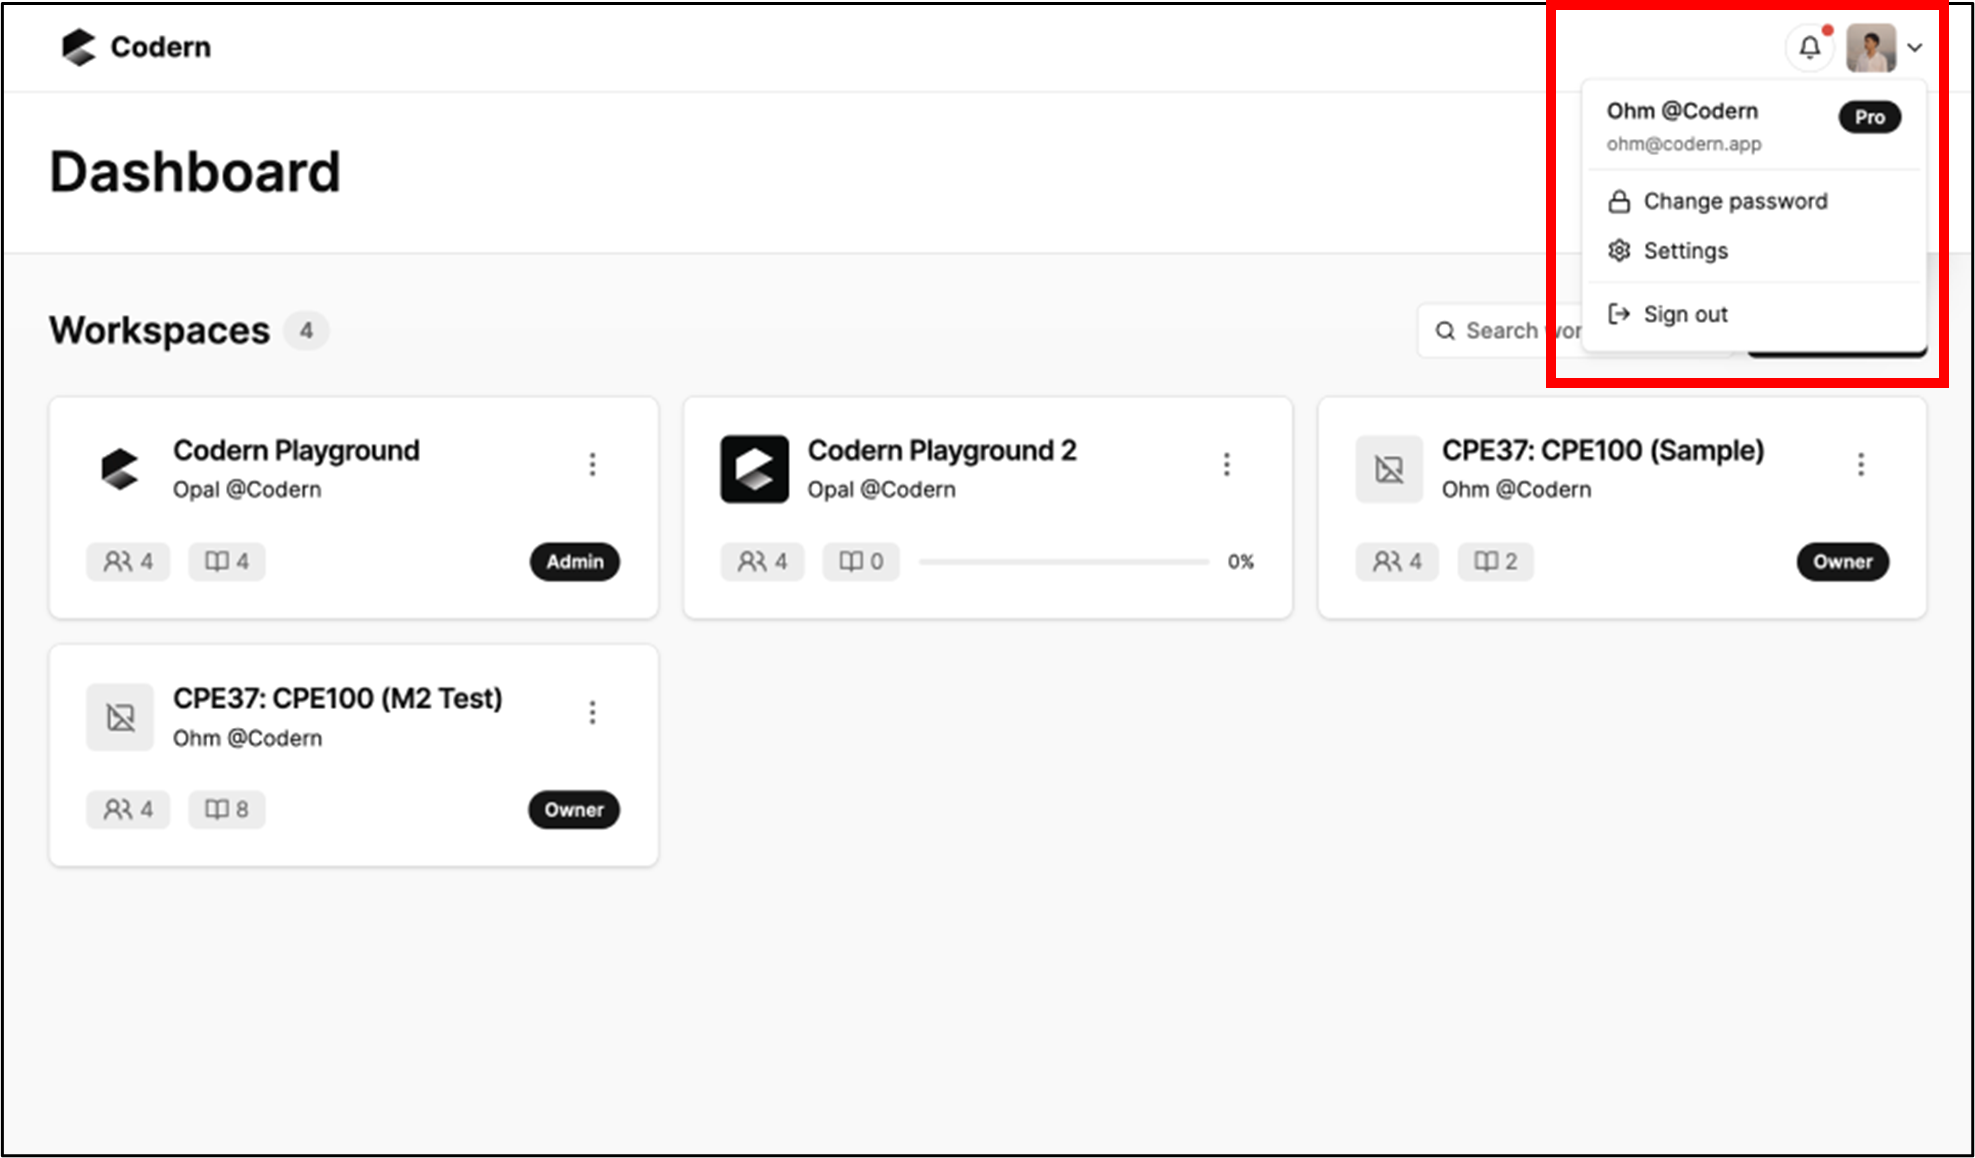 Codern
Ohm @Codern
Pro
ohm@codern.app
Change password
Settings
Sign out
Dashboard
Workspaces 4
Search
Codern Playground
Opal @Codern
4 4 Admin
Codern Playground 2
Opal @Codern
4 0 0%
CPE37: CPE100 (Sample)
Ohm @Codern
4 2 Owner
CPE37: CPE100 (M2 Test)
Ohm @Codern
4 8 Owner